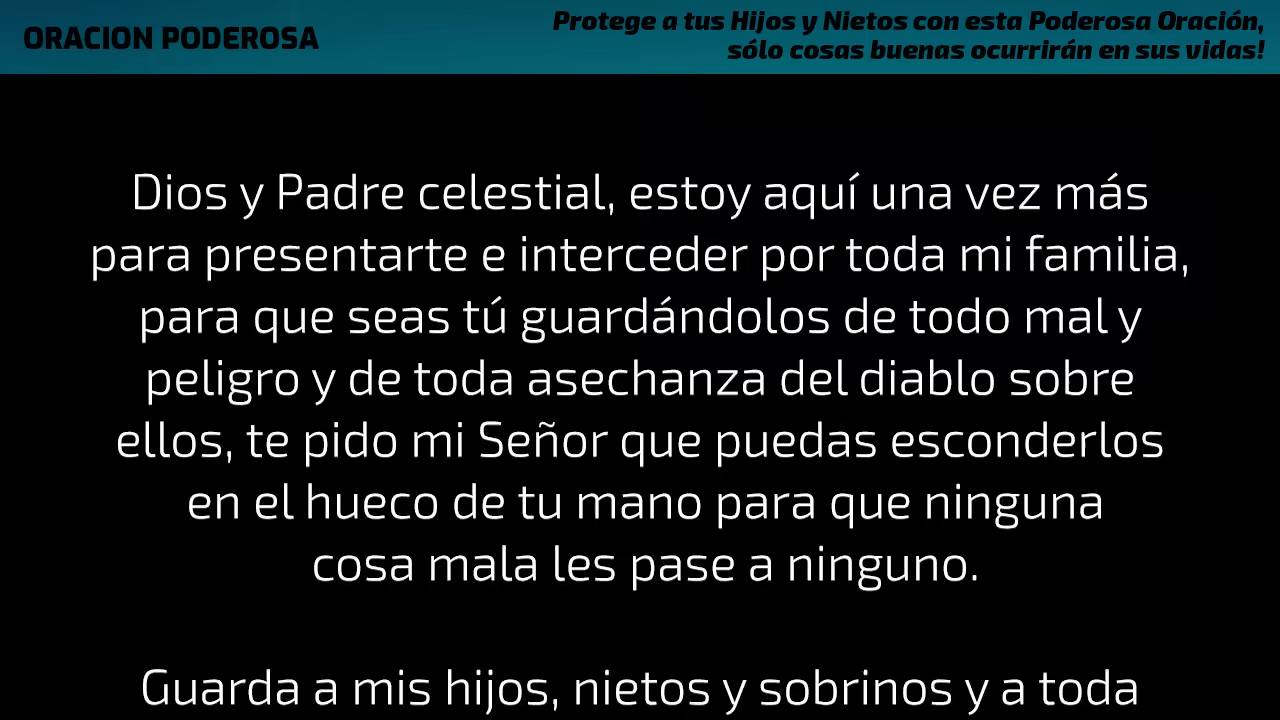 ORACION PODEROSA
Protege a tus Hijos y Nietos con esta Poderosa Oración,
sólo cosas buenas ocurrirán en sus vidas!
Dios y Padre celestial, estoy aquí una vez más
para presentarte e interceder por toda mi familia,
para que seas tú guardándolos de todo mal y
peligro y de toda asechanza del diablo sobre
ellos, te pido mi Señor que puedas esconderlos
en el hueco de tu mano para que ninguna
cosa mala les pase a ninguno.
Guarda a mis hijos, nietos y sobrinos y a toda